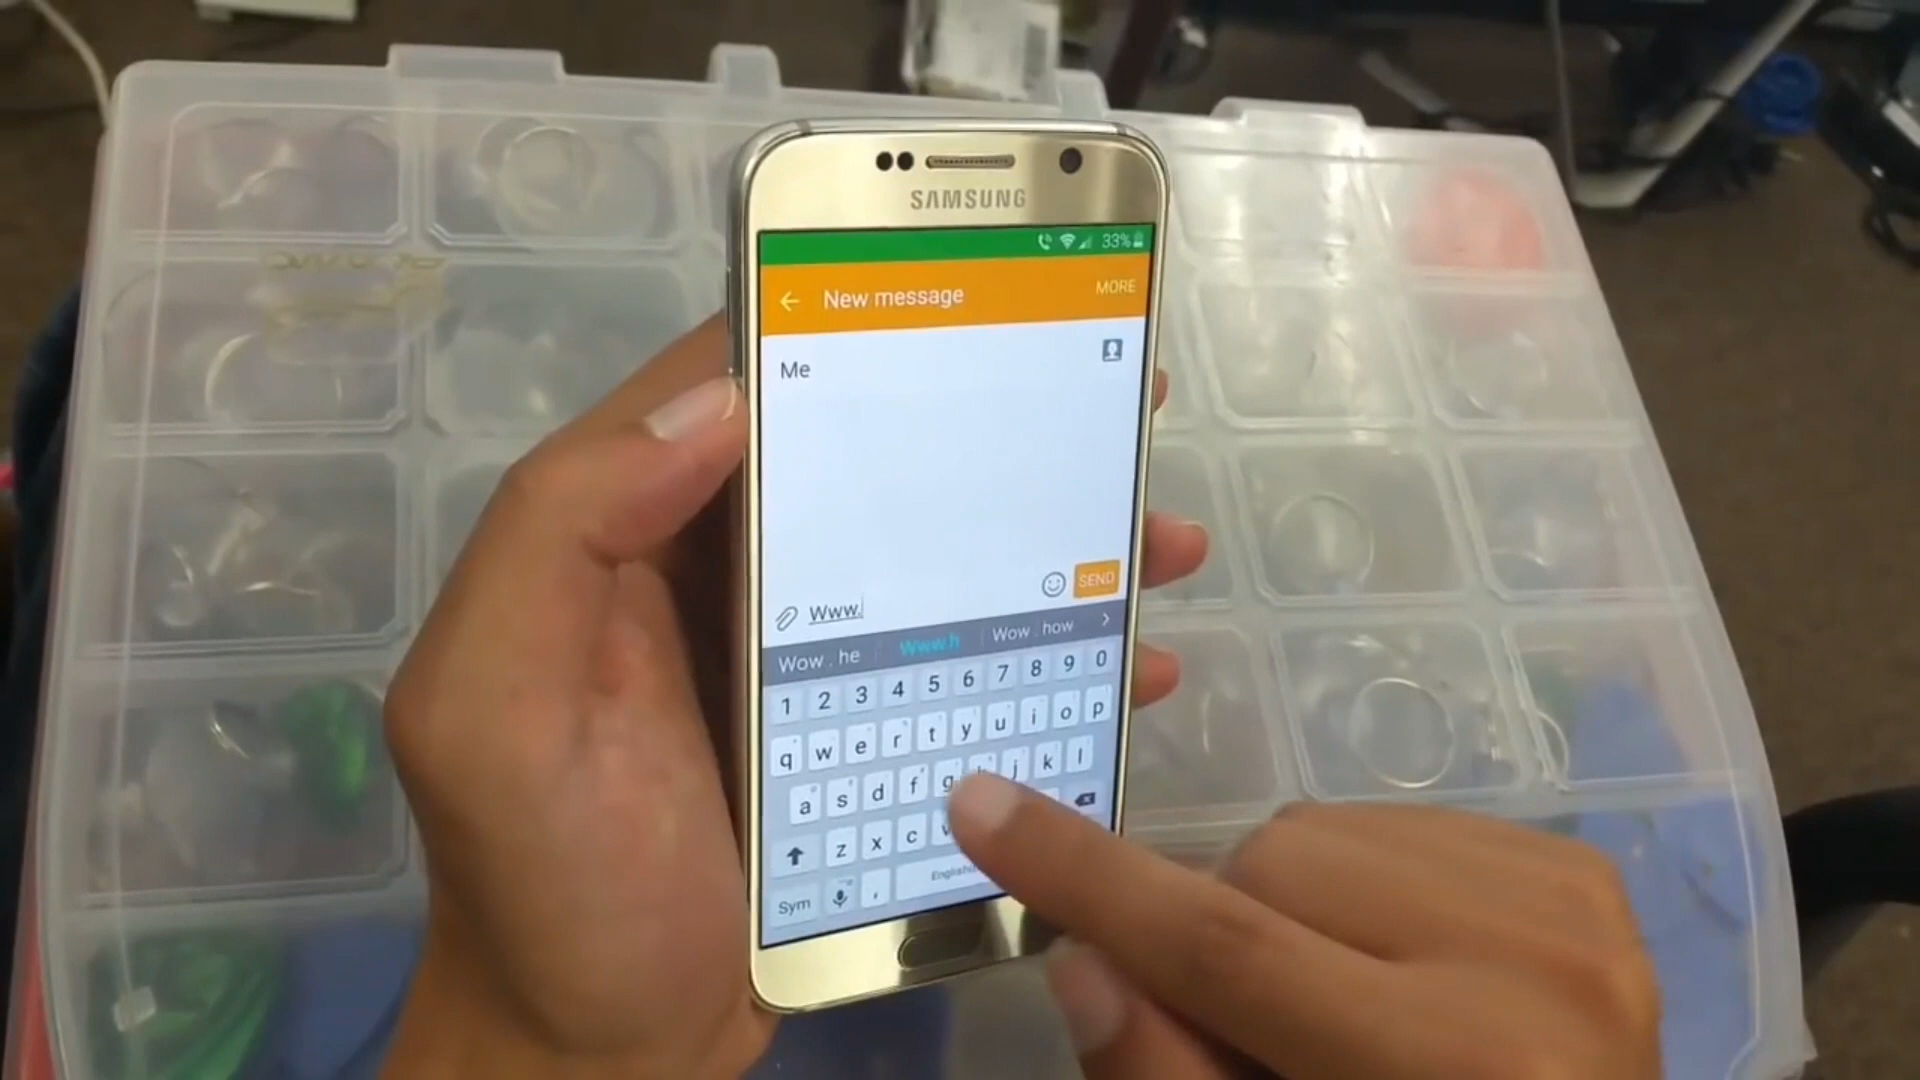 SAMSUNG
33%
New message
MORE
Me
SEND
Www.
Wow . he
Www.h
Wow . how
1 2 3 4 5 6 7 8 9 0
q w e r t y u i o p
a s d f g j k l
z x c
Sym , English